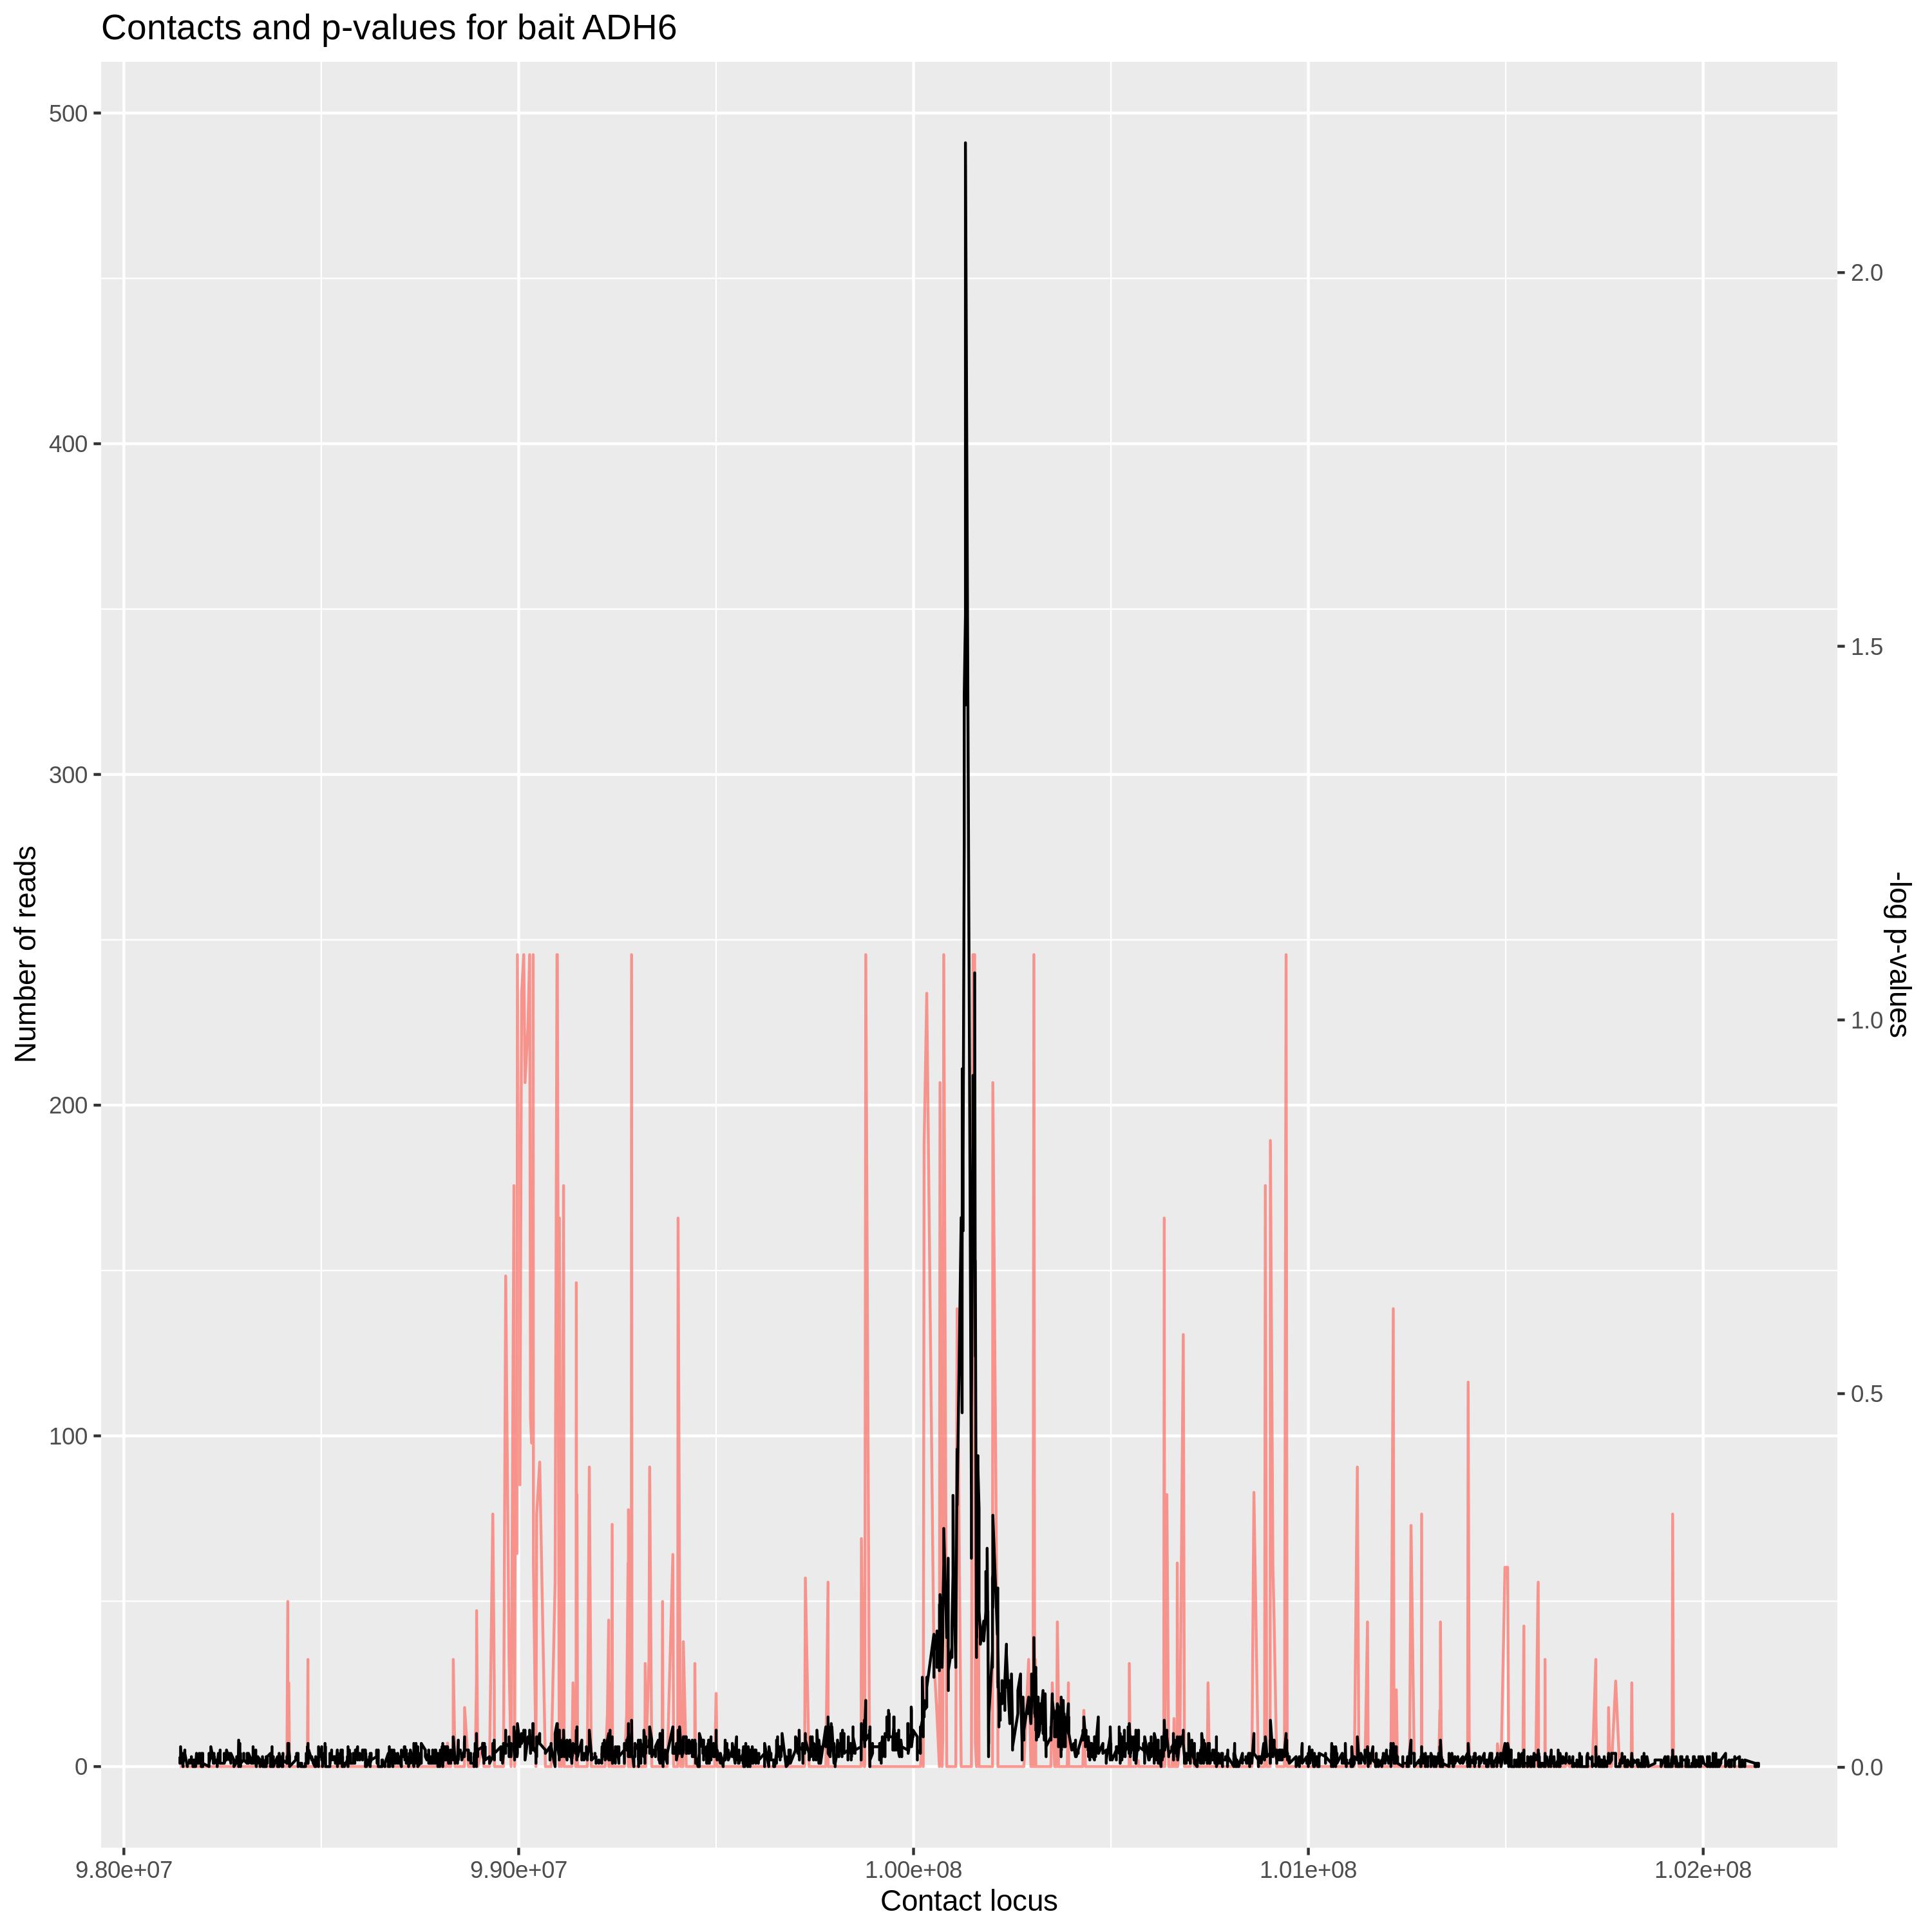 Contacts and p-values for bait ADH6
500
400
300
200
100
0
Number of reads
2.0
1.5
1.0
0.5
0.0
-log p-values
9.80e+07
9.90e+07
1.00e+08
1.01e+08
1.02e+08
Contact locus